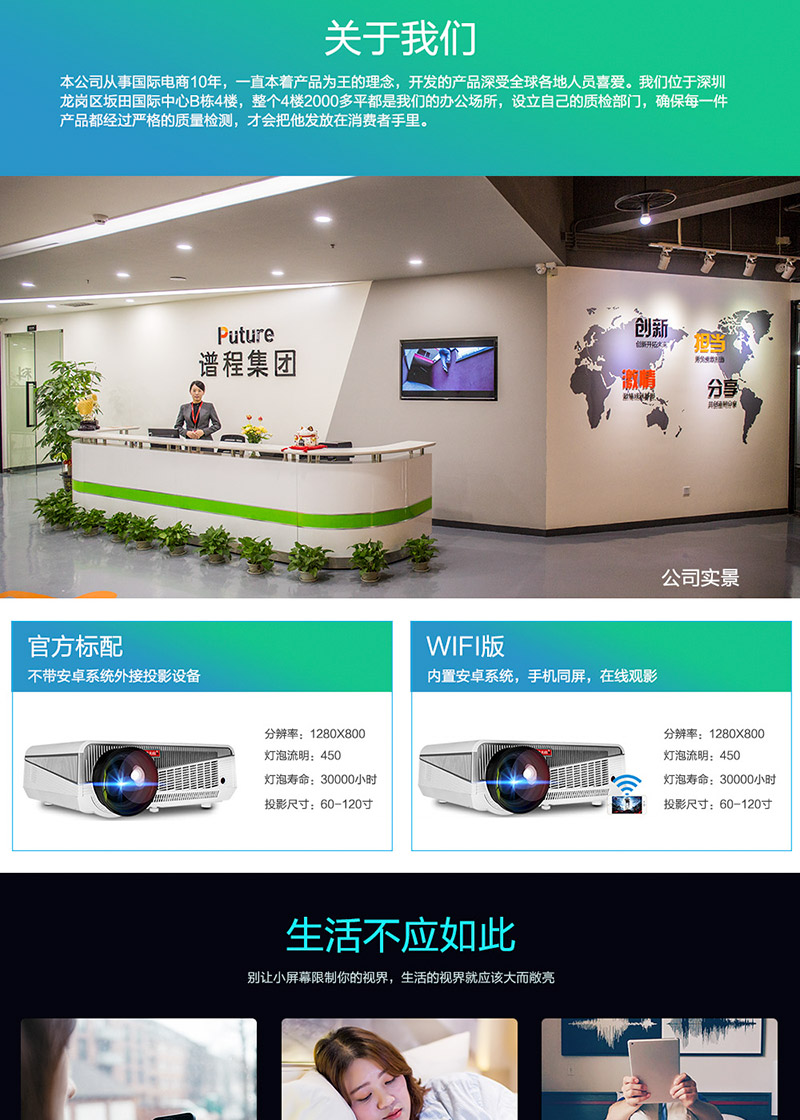 关于我们
本公司从事国际电商10年，一直本着产品为王的理念，开发的产品深受全球各地人员喜爱。我们位于深圳
龙岗区坂田国际中心B栋4楼，整个4楼2000多平都是我们的办公场所，设立自己的质检部门，确保每一件
产品都经过严格的质量检测，才会把他发放在消费者手里。
Puture
谱程集团
创新
担当
激情
分享
公司实景
官方标配
不带安卓系统外接投影设备
分辨率：1280X800
灯泡流明：450
灯泡寿命：30000小时
投影尺寸：60-120寸
WIFI版
内置安卓系统，手机同屏，在线观影
分辨率：1280X800
灯泡流明：450
灯泡寿命：30000小时
投影尺寸：60-120寸
生活不应如此
别让小屏幕限制你的视界，生活的视界就应该大而敞亮